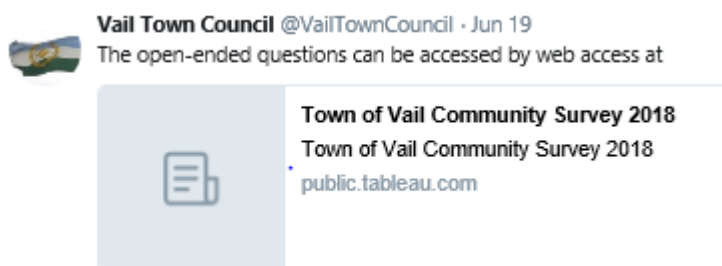 Vail Town Council @VailTownCouncil · Jun 19
The open-ended questions can be accessed by web access at
Town of Vail Community Survey 2018
Town of Vail Community Survey 2018
public.tableau.com